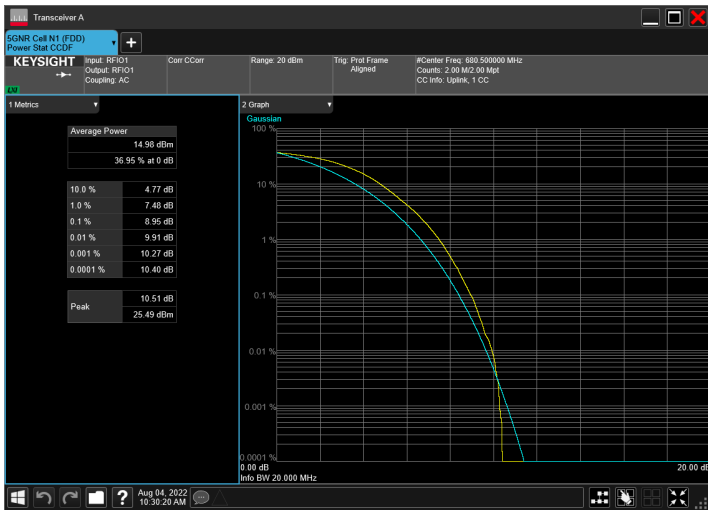 Transceiver A
5GNR Cell N1 (FDD)
Power Stat CCDF
KEYSIGHT
LXI
Input: RFIO1
Output: RFIO1
Coupling: AC
Corr CCorr
Range: 20 dBm
Trig: Prot Frame
Aligned
#Center Freq: 680.500000 MHz
Counts: 2.00 M/2.00 Mpt
CC Info: Uplink, 1 CC
1 Metrics
Average Power
14.98 dBm
36.95 % at 0 dB
10.0 % 4.77 dB
1.0 % 7.48 dB
0.1 % 8.95 dB
0.01 % 9.91 dB
0.001 % 10.27 dB
0.0001 % 10.40 dB
Peak
10.51 dB
25.49 dBm
2 Graph
Gaussian
100 %
10 %
1 %
0.1 %
0.01 %
0.001 %
0.0001 %
0.00 dB
20.00 dB
Info BW 20.000 MHz
Aug 04, 2022
10:30:20 AM